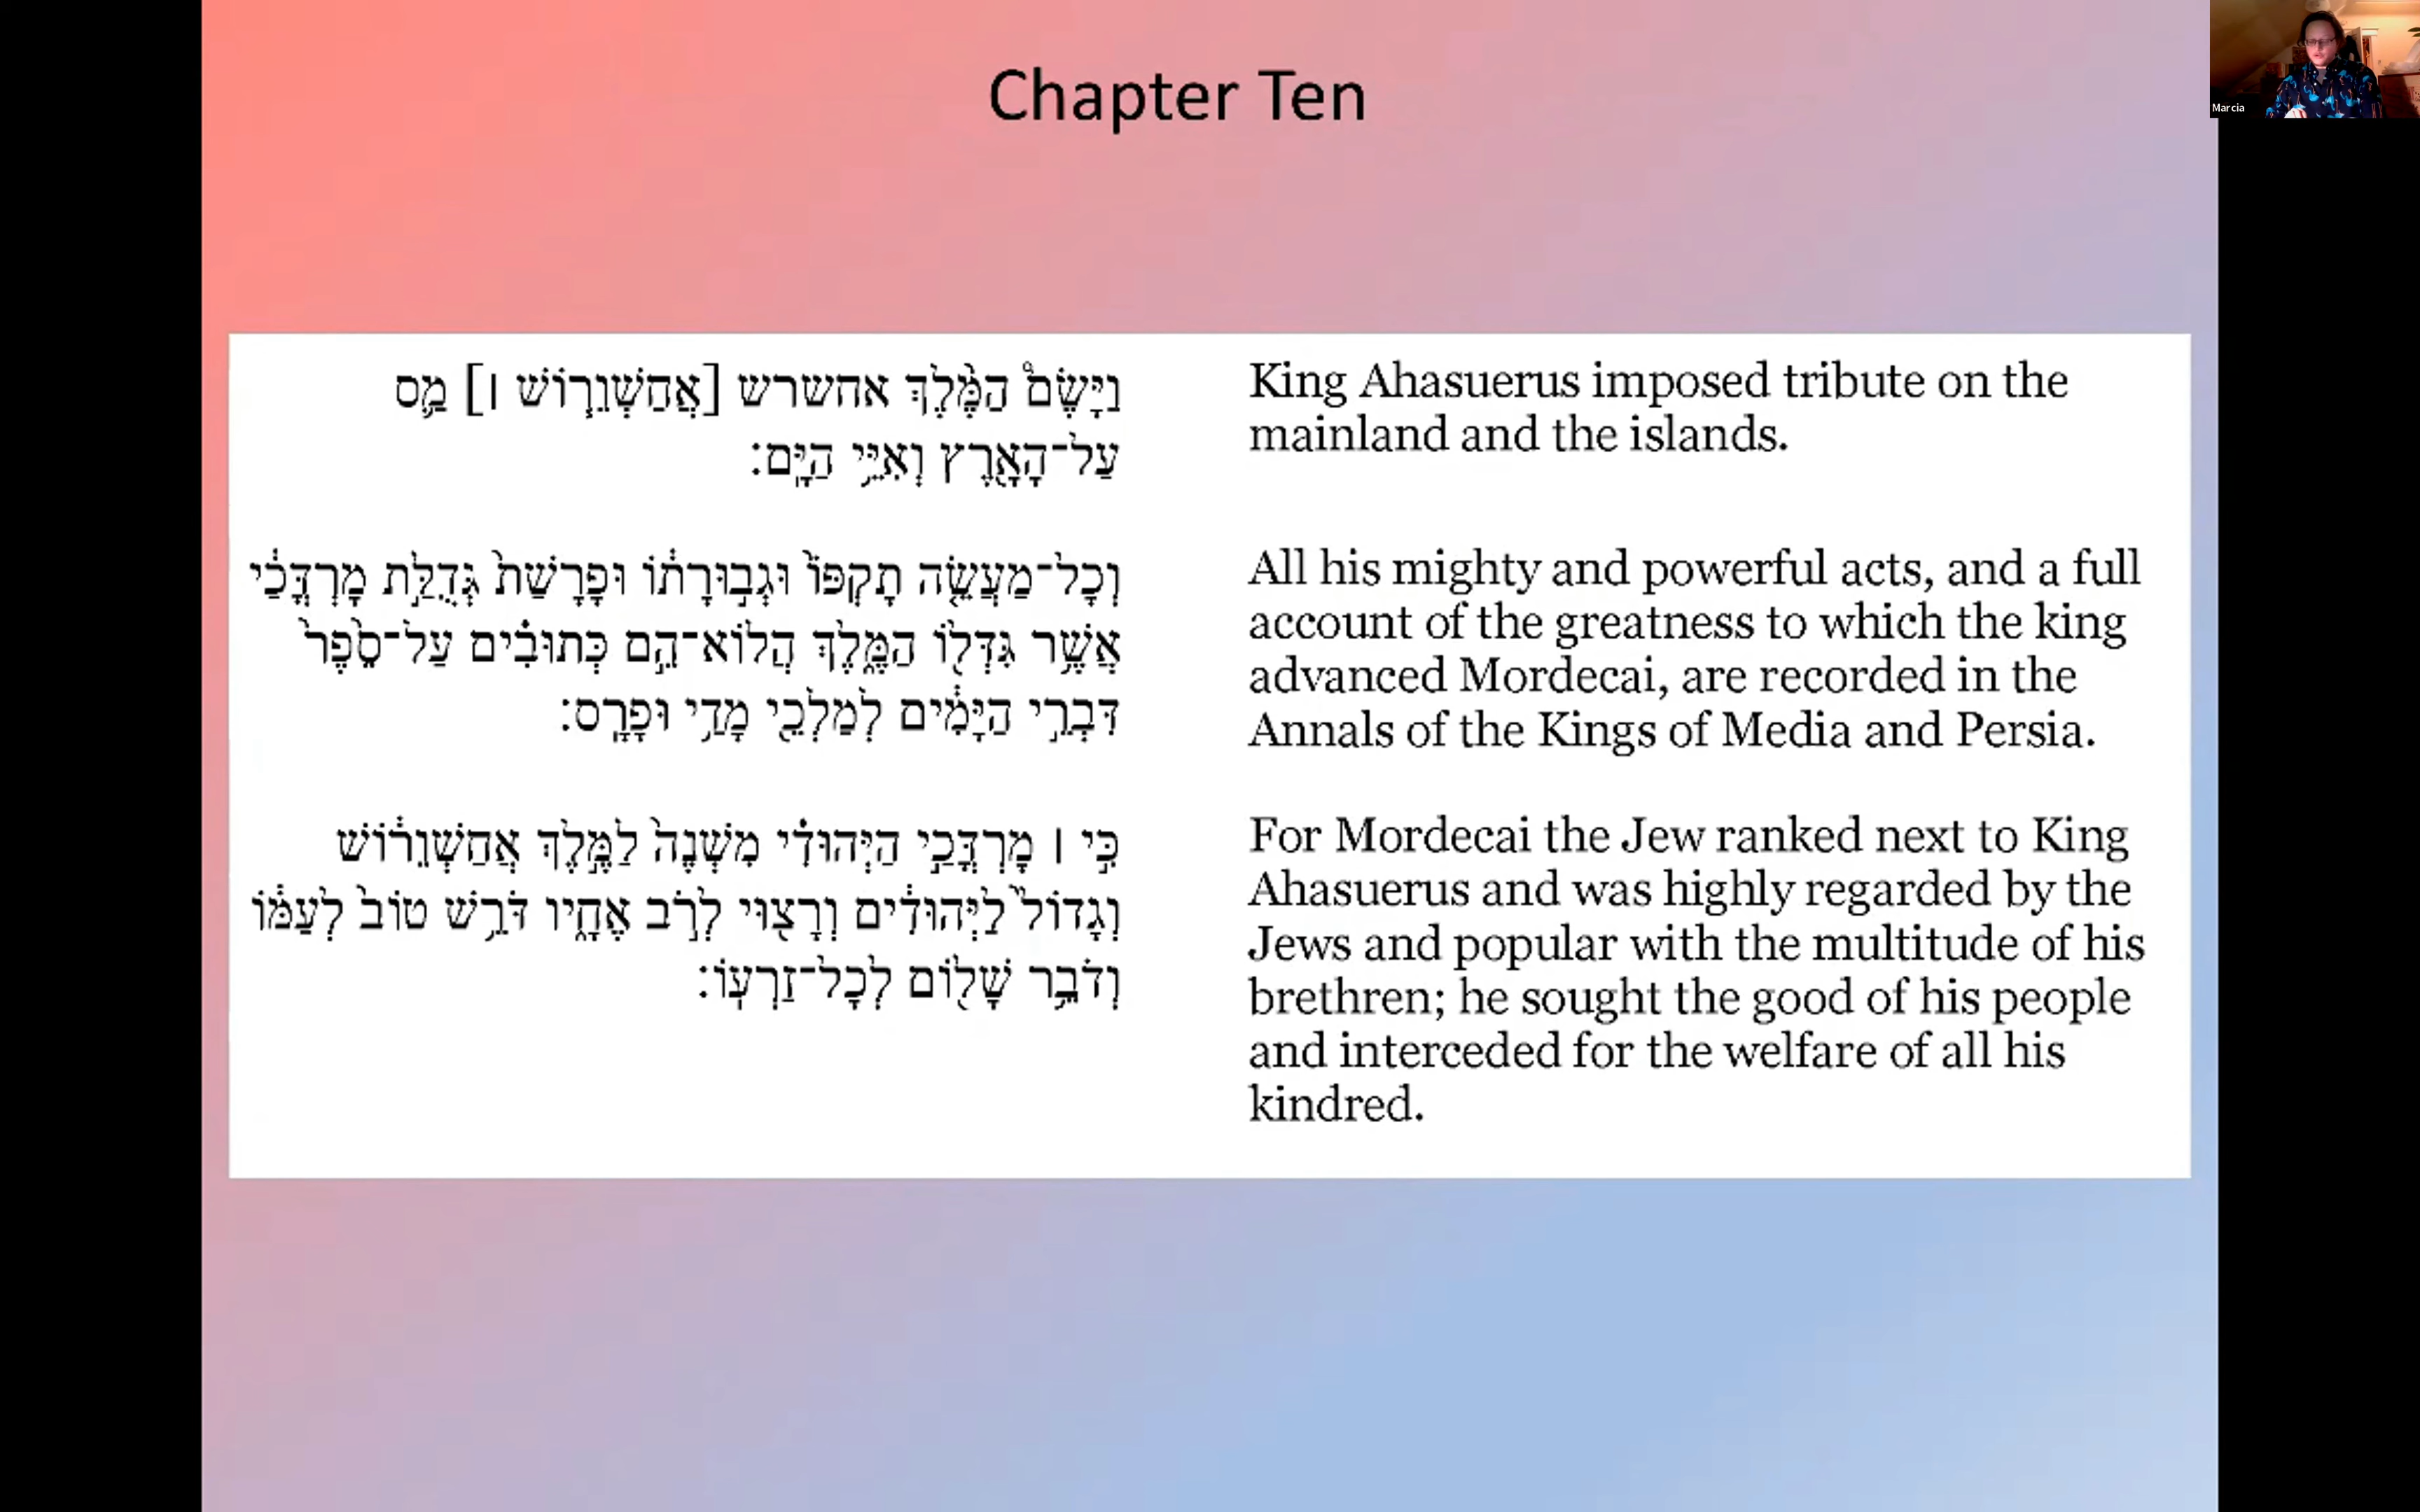 Chapter Ten
Marcia
וַיָּשֶׂם֩ הַמֶּ֨לֶךְ אחשרש [אֲחַשְׁוֵר֧וֹשׁ ׀] מַ֛ס
עַל־הָאָ֖רֶץ וְאִיֵּ֥י הַיָּֽם׃
King Ahasuerus imposed tribute on the
mainland and the islands.
וְכׇל־מַעֲשֵׂ֤ה תׇקְפּוֹ֙ וּגְב֣וּרָת֔וֹ וּפָרָשַׁת֙ גְּדֻלַּ֣ת מׇרְדֳּכַ֔י
אֲשֶׁ֥ר גִּדְּל֖וֹ הַמֶּ֑לֶךְ הֲלוֹא־הֵ֣ם כְּתוּבִ֗ים עַל־סֵ֙פֶר֙
דִּבְרֵ֣י הַיָּמִ֔ים לְמַלְכֵ֖י מָדַ֥י וּפָרָֽס׃
All his mighty and powerful acts, and a full
account of the greatness to which the king
advanced Mordecai, are recorded in the
Annals of the Kings of Media and Persia.
כִּ֣י ׀ מׇרְדֳּכַ֣י הַיְּהוּדִ֗י מִשְׁנֶה֙ לַמֶּ֣לֶךְ אֲחַשְׁוֵר֔וֹשׁ
וְגָדוֹל֙ לַיְּהוּדִ֔ים וְרָצ֖וּי לְרֹ֣ב אֶחָ֑יו דֹּרֵ֥שׁ טוֹב֙ לְעַמּ֔וֹ
וְדֹבֵ֥ר שָׁל֖וֹם לְכׇל־זַרְעֽוֹ׃
For Mordecai the Jew ranked next to King
Ahasuerus and was highly regarded by the
Jews and popular with the multitude of his
brethren; he sought the good of his people
and interceded for the welfare of all his
kindred.